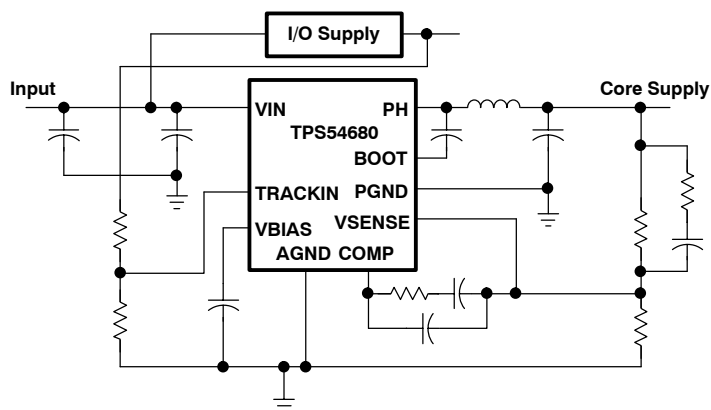 I/O Supply
Input
Core Supply
VIN
PH
TPS54680
BOOT
TRACKIN
PGND
VSENSE
VBIAS
AGND COMP